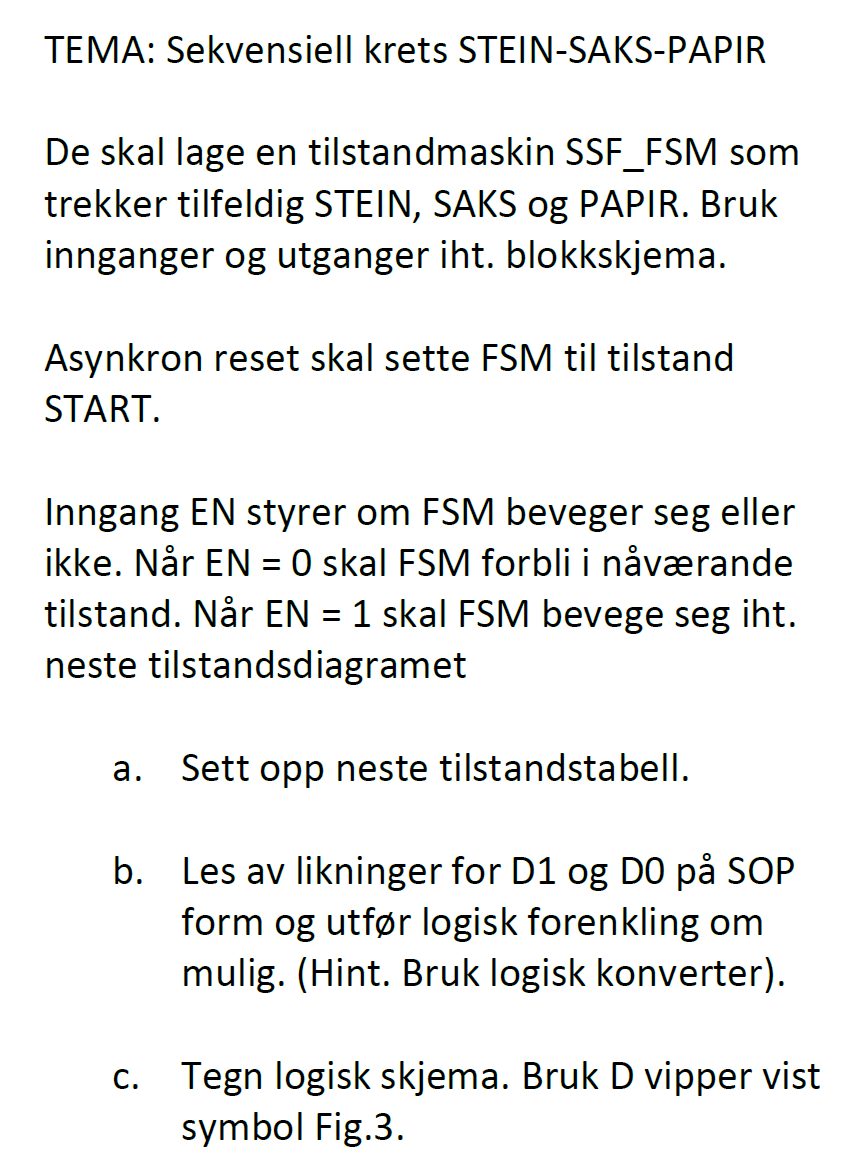 TEMA: Sekvensiell krets STEIN-SAKS-PAPIR
De skal lage en tilstandmaskin SSF_FSM som
trekker tilfeldig STEIN, SAKS og PAPIR. Bruk
innganger og utganger iht. blokkskjema.
Asynkron reset skal sette FSM til tilstand
START.
Inngang EN styrer om FSM beveger seg eller
ikke. Når EN = 0 skal FSM forbli i nåværande
tilstand. Når EN = 1 skal FSM bevege seg iht.
neste tilstandsdiagramet
a. Sett opp neste tilstandstabell.
b. Les av likninger for D1 og D0 på SOP
form og utfør logisk forenkling om
mulig. (Hint. Bruk logisk konverter).
c. Tegn logisk skjema. Bruk D vipper vist
symbol Fig.3.